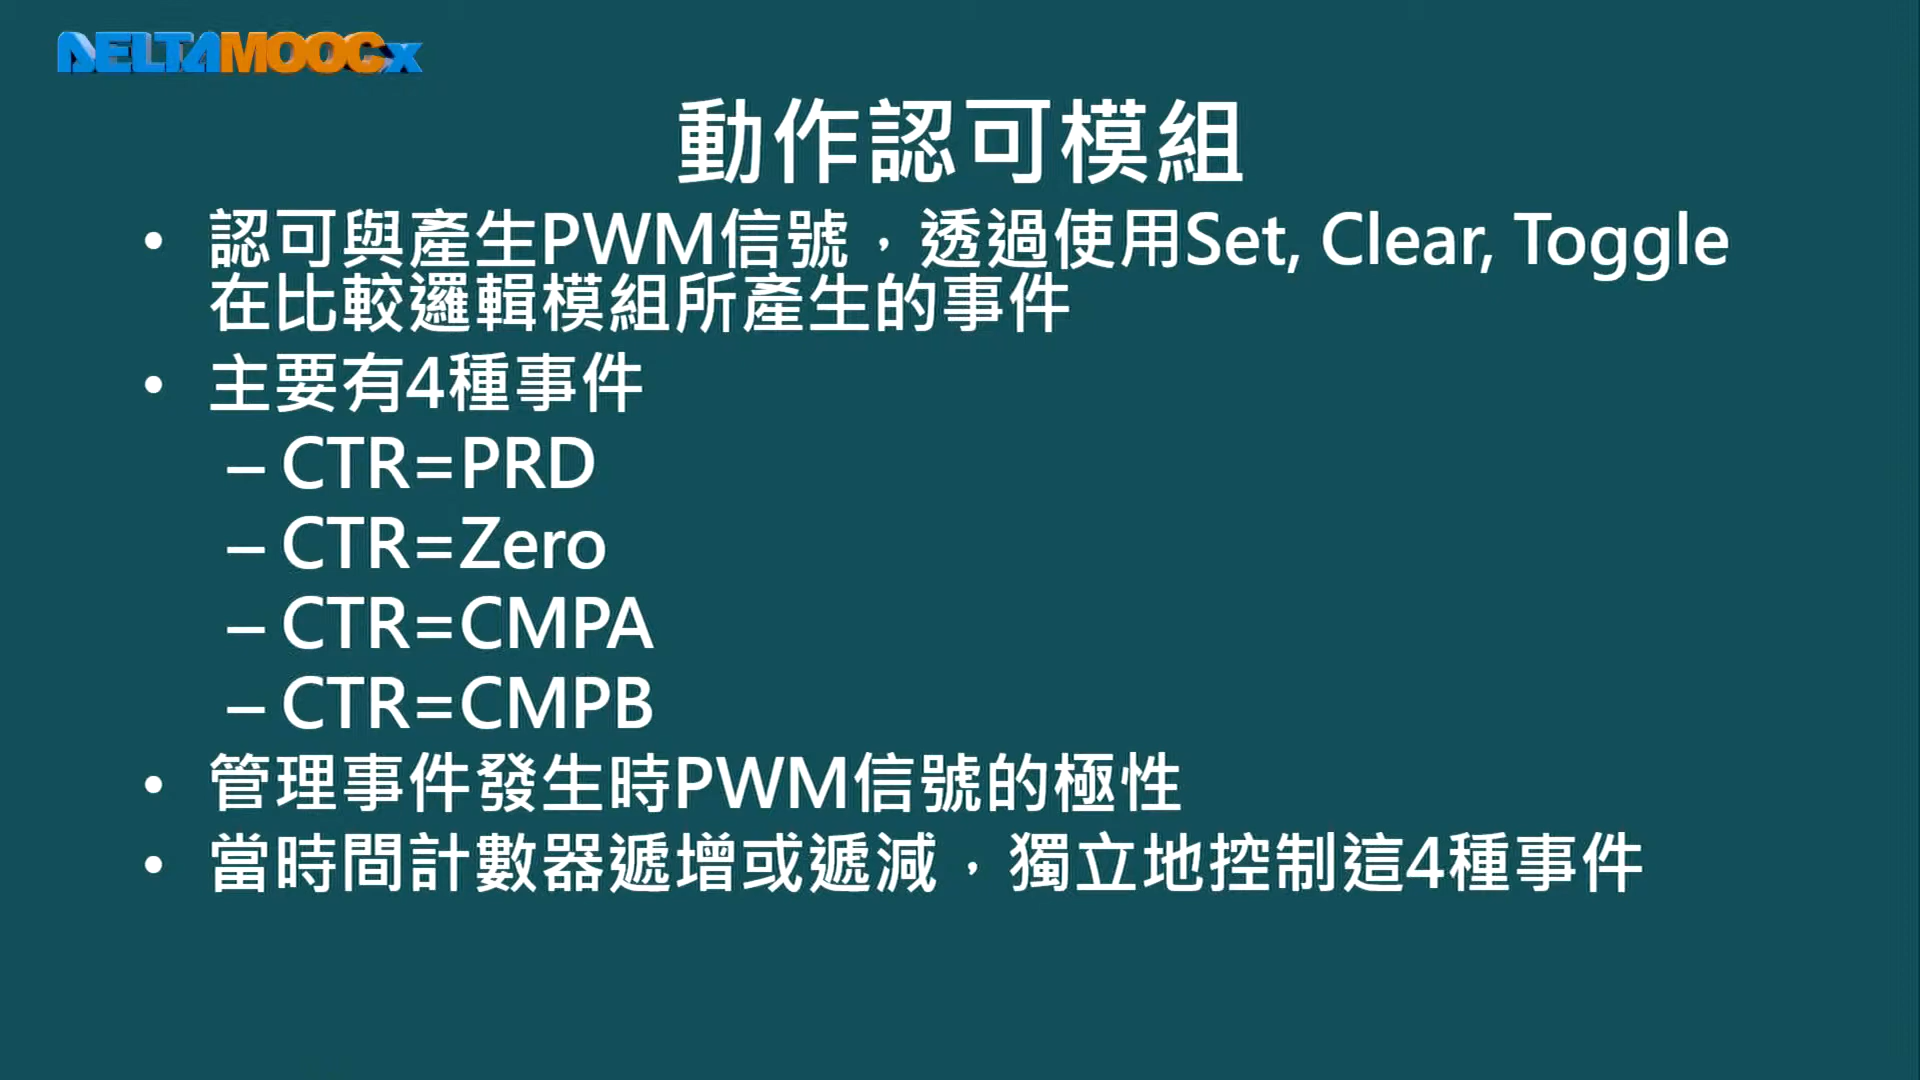 DELTAMOOCx
動作認可模組
• 認可與產生PWM信號，透過使用Set, Clear, Toggle
在比較邏輯模組所產生的事件
• 主要有4種事件
– CTR=PRD
– CTR=Zero
– CTR=CMPA
– CTR=CMPB
• 管理事件發生時PWM信號的極性
• 當時間計數器遞增或遞減，獨立地控制這4種事件